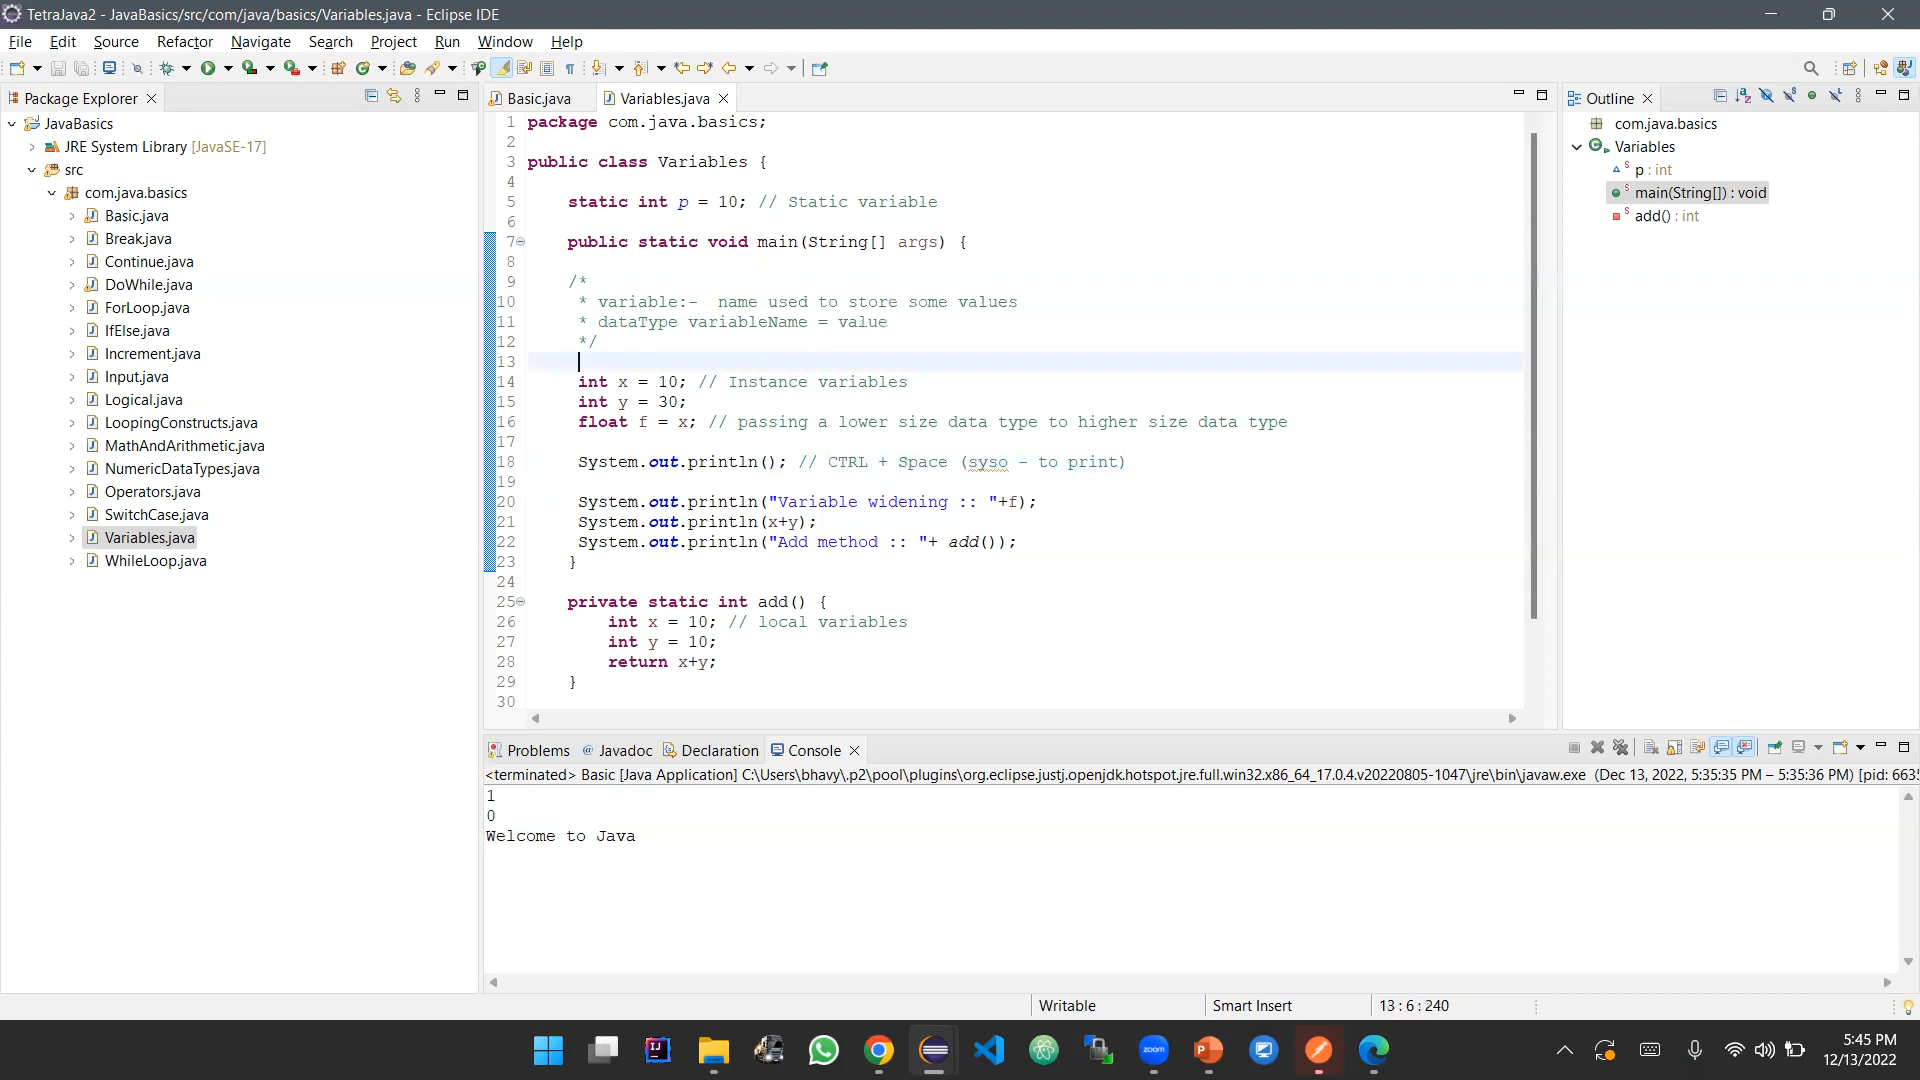 TetraJava2 - JavaBasics/src/com/java/basics/Variables.java - Eclipse IDE
File Edit Source Refactor Navigate Search Project Run Window Help
Package Explorer
JavaBasics
JRE System Library [JavaSE-17]
src
com.java.basics
Basic.java
Break.java
Continue.java
DoWhile.java
ForLoop.java
IfElse.java
Increment.java
Input.java
Logical.java
LoopingConstructs.java
MathAndArithmetic.java
NumericDataTypes.java
Operators.java
SwitchCase.java
Variables.java
WhileLoop.java
Basic.java Variables.java
1 package com.java.basics;
2
3 public class Variables {
4
5 static int p = 10; // Static variable
6
7 public static void main(String[] args) {
8
9 /*
10 * variable:- name used to store some values
11 * dataType variableName = value
12 */
13
14 int x = 10; // Instance variables
15 int y = 30;
16 float f = x; // passing a lower size data type to higher size data type
17
18 System.out.println(); // CTRL + Space (syso - to print)
19
20 System.out.println("Variable widening :: "+f);
21 System.out.println(x+y);
22 System.out.println("Add method :: "+ add());
23 }
24
25 private static int add() {
26 int x = 10; // local variables
27 int y = 10;
28 return x+y;
29 }
30
Outline
com.java.basics
Variables
p : int
main(String[]) : void
add() : int
Problems Javadoc Declaration Console
<terminated> Basic [Java Application] C:\Users\bhavy\.p2\pool\plugins\org.eclipse.justj.openjdk.hotspot.jre.full.win32.x86_64_17.0.4.v20220805-1047\jre\bin\javaw.exe (Dec 13, 2022, 5:35:35 PM – 5:35:36 PM) [pid: 663
1
0
Welcome to Java
Writable Smart Insert 13 : 6 : 240
zoom
5:45 PM
12/13/2022